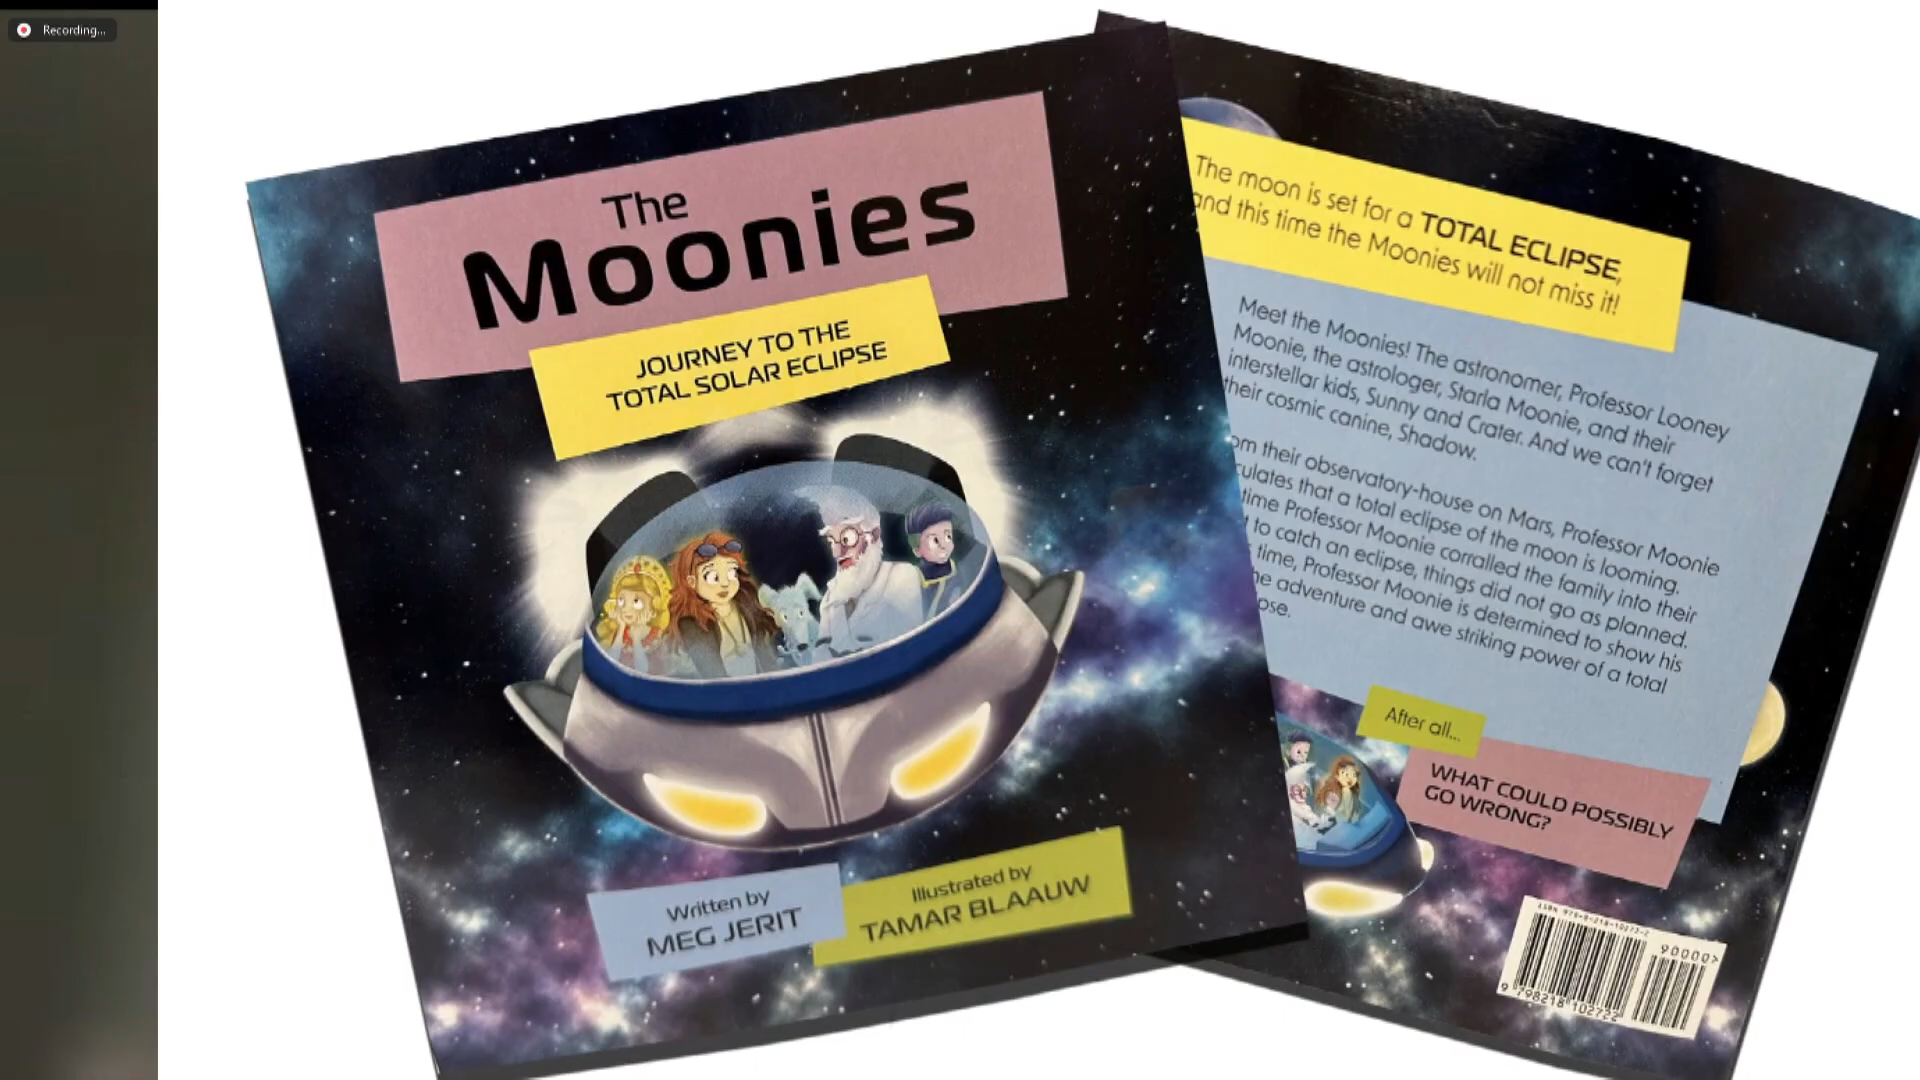 Recording...
The
Moonies
JOURNEY TO THE
TOTAL SOLAR ECLIPSE
Written by
MEG JERIT
Illustrated by
TAMAR BLAAUW
The moon is set for a TOTAL ECLIPSE,
and this time the Moonies will not miss it!
Meet the Moonies! The astronomer, Professor Looney
Moonie, the astrologer, Starla Moonie, and their
interstellar kids, Sunny and Crater. And we can't forget
their cosmic canine, Shadow.
their observatory-house on Mars, Professor Moonie
that a total eclipse of the moon is looming.
time Professor Moonie corralled the family into their
to catch an eclipse, things did not go as planned.
time, Professor Moonie is determined to show his
adventure and awe striking power of a total
After all...
WHAT COULD POSSIBLY
GO WRONG?
90000>
9 798218 102722